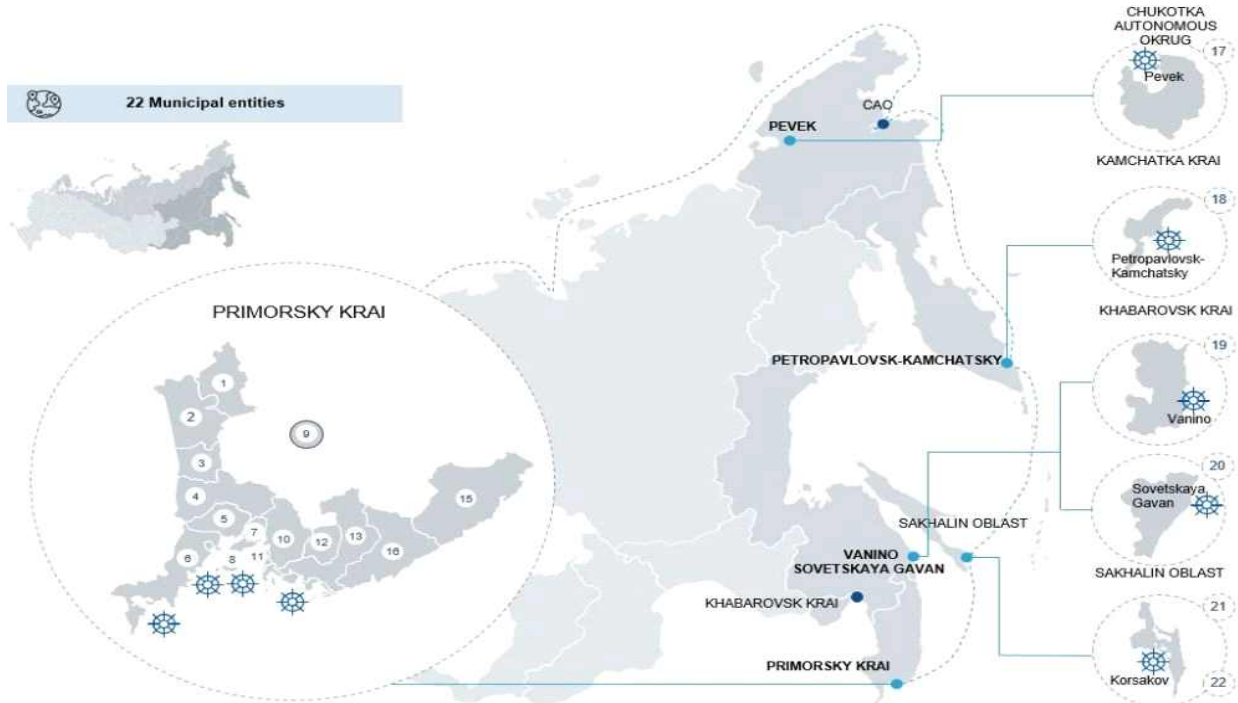 CHUKOTKA
AUTONOMOUS
OKRUG
17
Pevek
22 Municipal entities
CAO
PEVEK
KAMCHATKA KRAI
18
Petropavlovsk-
Kamchatsky
PRIMORSKY KRAI
KHABAROVSK KRAI
19
PETROPAVLOVSK-KAMCHATSKY
1
2
9
Vanino
3
4
15
20
Sovetskaya
Gavan
5
7
10
12
13
16
6
8
11
SAKHALIN OBLAST
VANINO
SOVETSKAYA GAVAN
SAKHALIN OBLAST
KHABAROVSK KRAI
21
PRIMORSKY KRAI
Korsakov
22